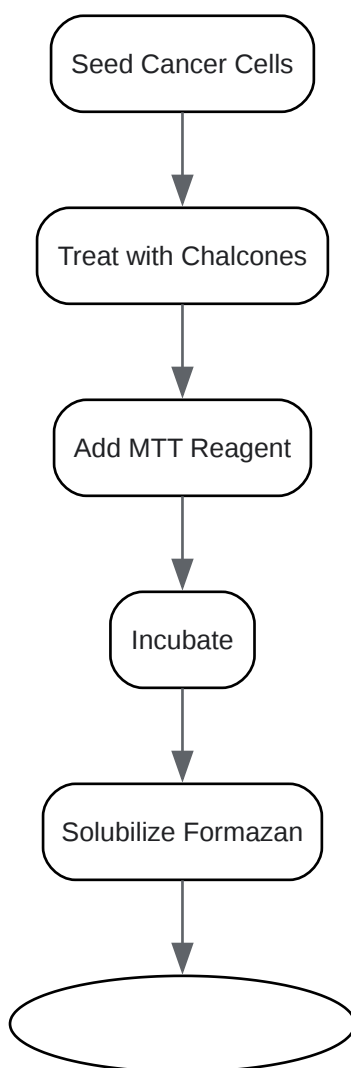 Seed Cancer Cells
Treat with Chalcones
Add MTT Reagent
Incubate
Solubilize Formazan